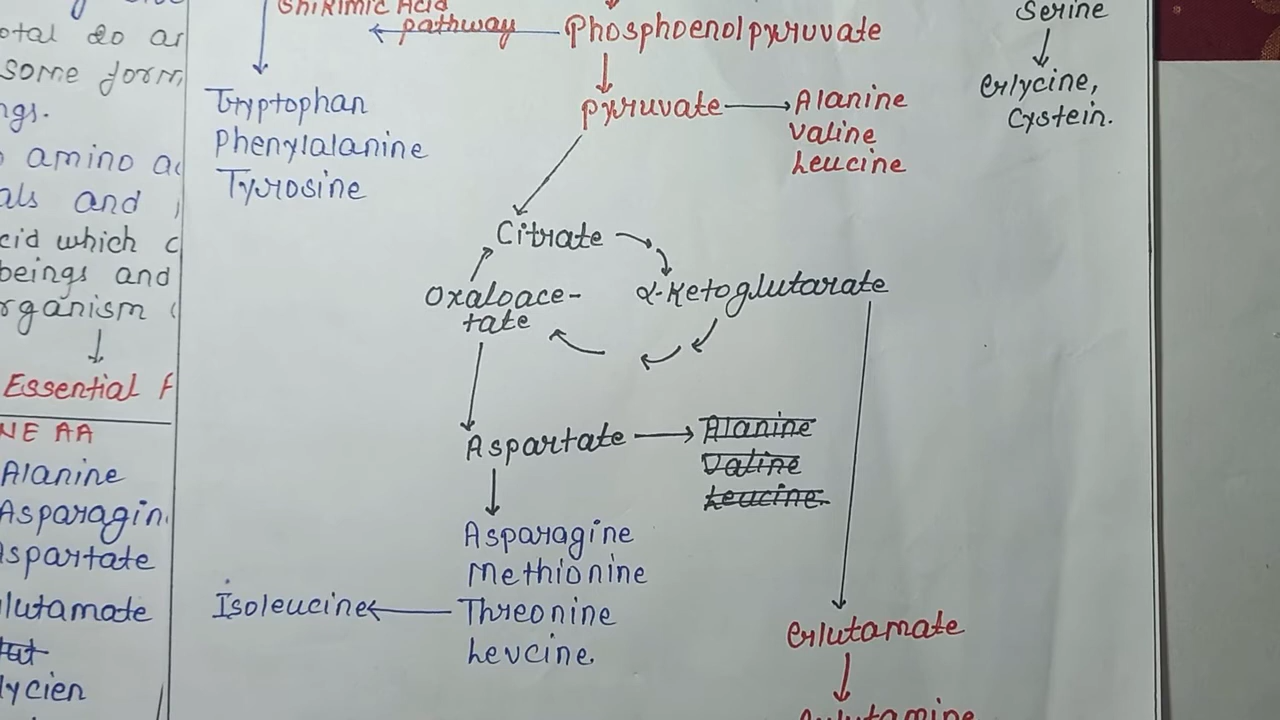 otal do
some form
ngs.
amino
als and
cid which
beings and
rganism
Essential
NE AA
Alanine
Asparagin
Aspartate
lutamate
lycien
Shikimic Acid
pathway
Phosphoenolpyruvate
Tryptophan
Phenylalanine
Tyrosine
pyruvate
Alanine
Valine
Leucine
Serine
Glycine,
Cystein.
Citrate
Oxaloace-
tate
α-Ketoglutarate
Aspartate
Alanine
Valine
Leucine.
Asparagine
Methionine
Threonine
Leucine.
Isoleucine
Glutamate
Gulutamine